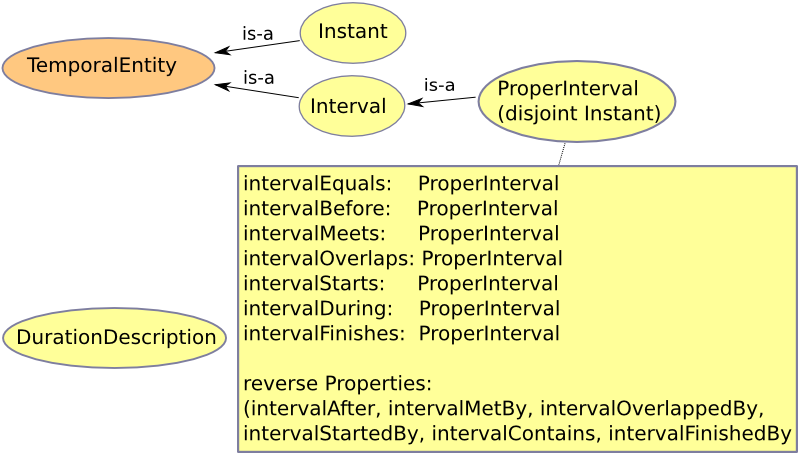 is-a
Instant
TemporalEntity
is-a
Interval
is-a
ProperInterval
(disjoint Instant)
intervalEquals: ProperInterval
intervalBefore: ProperInterval
intervalMeets: ProperInterval
intervalOverlaps: ProperInterval
intervalStarts: ProperInterval
intervalDuring: ProperInterval
intervalFinishes: ProperInterval
reverse Properties:
(intervalAfter, intervalMetBy, intervalOverlappedBy,
intervalStartedBy, intervalContains, intervalFinishedBy
DurationDescription